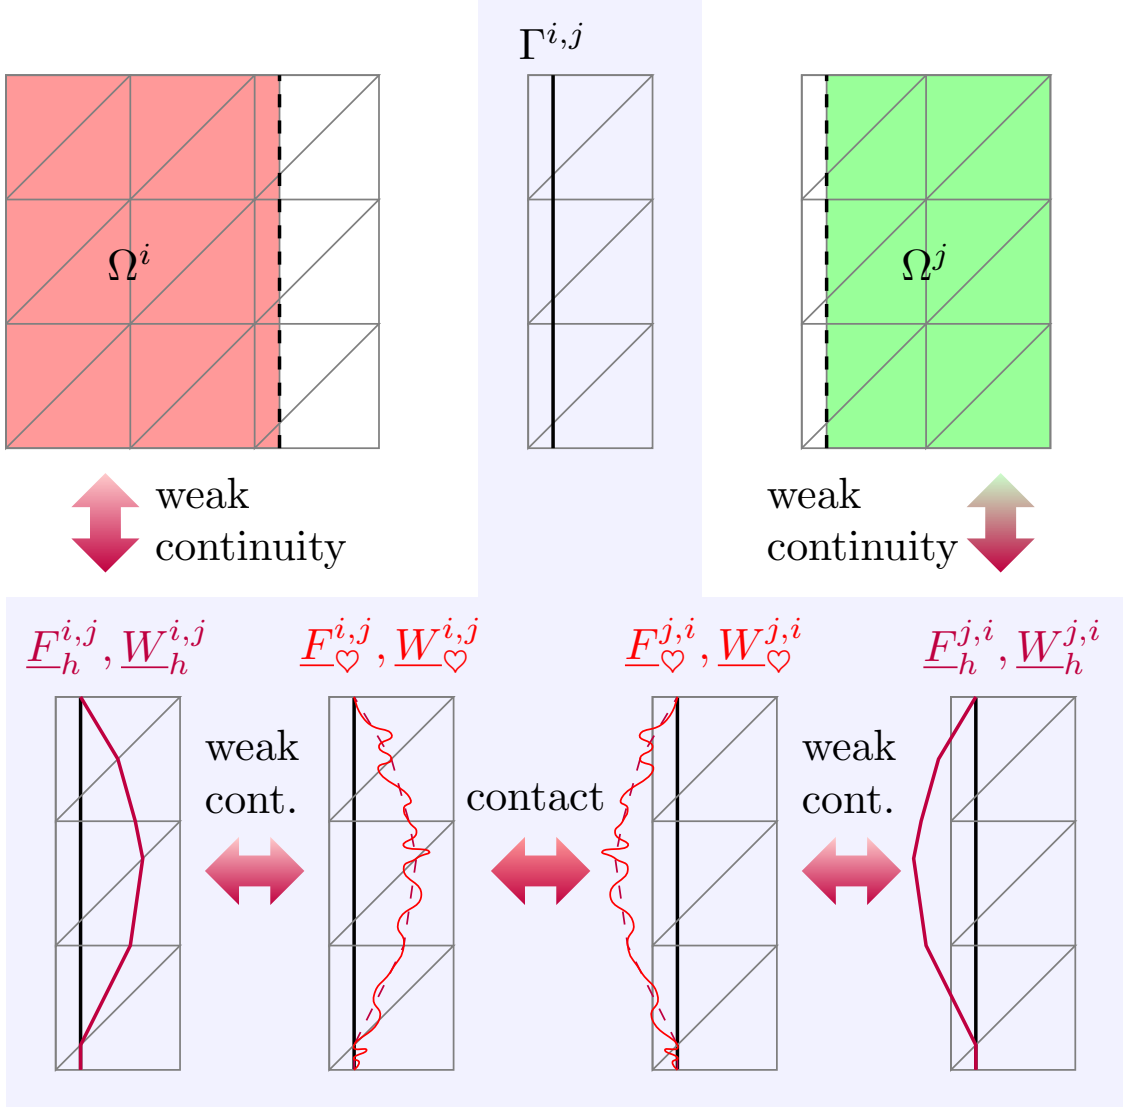 Γ^{i,j}
Ω^i
Ω^j
weak
continuity
weak
continuity
F_h^{i,j}, W_h^{i,j}
F_♡^{i,j}, W_♡^{i,j}
F_♡^{j,i}, W_♡^{j,i}
F_h^{j,i}, W_h^{j,i}
weak
cont.
contact
weak
cont.